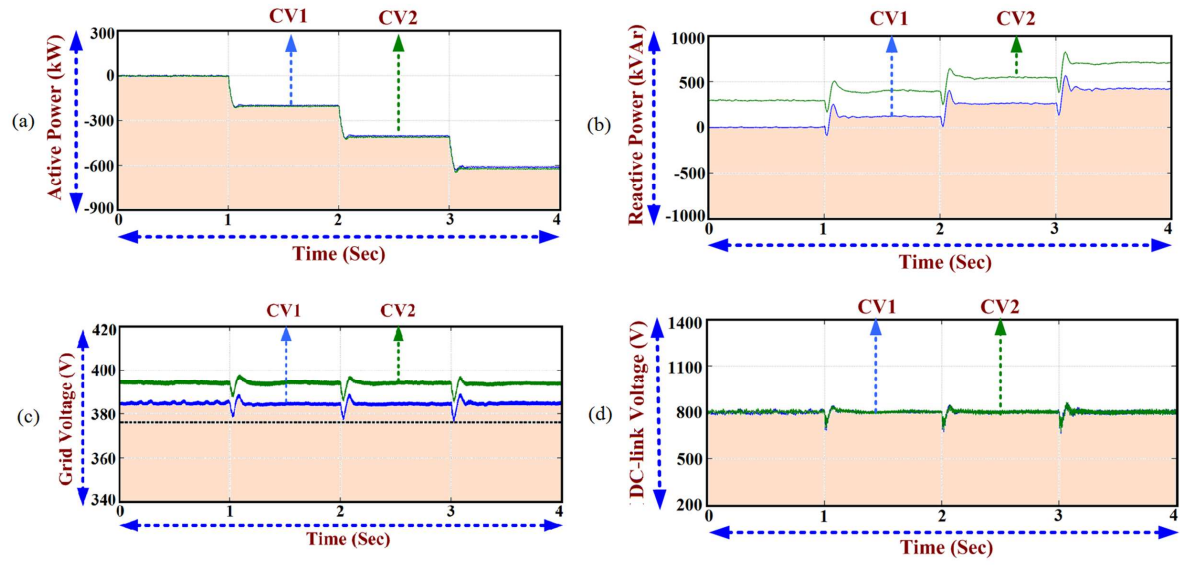 CV1
CV2
(a)
Active Power (kW)
300
0
-300
-600
-900
0
1
2
3
4
Time (Sec)
CV1
CV2
(b)
Reactive Power (kVAr)
1000
500
0
-500
-1000
0
1
2
3
4
Time (Sec)
CV1
CV2
(c)
Grid Voltage (V)
420
400
380
360
340
0
1
2
3
4
Time (Sec)
CV1
CV2
(d)
DC-link Voltage (V)
1400
1100
800
500
200
0
1
2
3
4
Time (Sec)